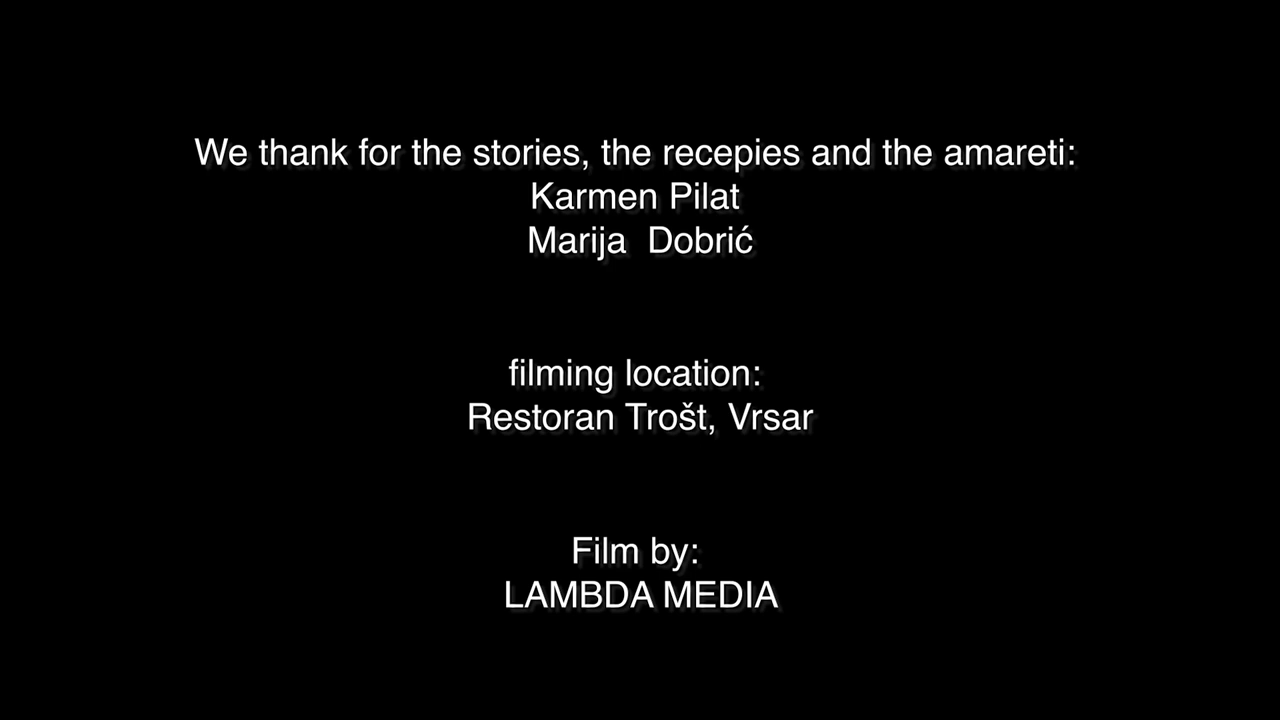 We thank for the stories, the recepies and the amareti:
Karmen Pilat
Marija  Dobrić
filming location:
Restoran Trošt, Vrsar
Film by:
LAMBDA MEDIA